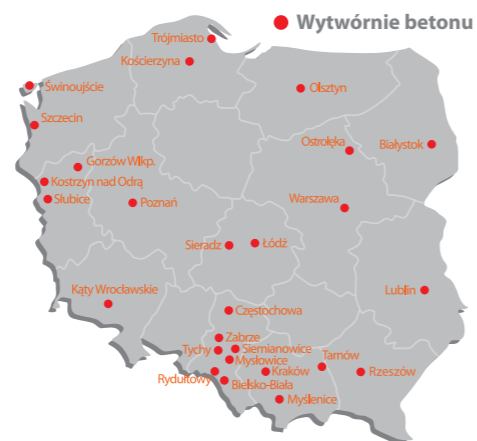 Wytwórnie betonu
Trójmiasto
Kościerzyna
Świnoujście
Olsztyn
Szczecin
Ostrołęka
Białystok
Gorzów Wlkp.
Kostrzyn nad Odrą
Słubice
Poznań
Warszawa
Sieradz
Łódź
Kąty Wrocławskie
Lublin
Częstochowa
Zabrze
Tychy
Siemianowice
Mysłowice
Tarnów
Rydułtowy
Kraków
Rzeszów
Bielsko-Biała
Myślenice